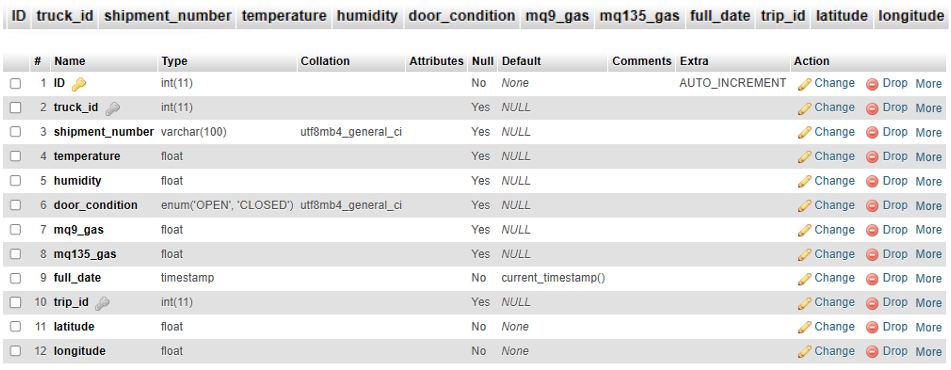 ID truck_id shipment_number temperature humidity door_condition mq9_gas mq135_gas full_date trip_id latitude longitude
# Name Type Collation Attributes Null Default Comments Extra Action
1 ID int(11) No None AUTO_INCREMENT Change Drop More
2 truck_id int(11) Yes NULL Change Drop More
3 shipment_number varchar(100) utf8mb4_general_ci Yes NULL Change Drop More
4 temperature float Yes NULL Change Drop More
5 humidity float Yes NULL Change Drop More
6 door_condition enum('OPEN', 'CLOSED') utf8mb4_general_ci Yes NULL Change Drop More
7 mq9_gas float Yes NULL Change Drop More
8 mq135_gas float Yes NULL Change Drop More
9 full_date timestamp No current_timestamp() Change Drop More
10 trip_id int(11) Yes NULL Change Drop More
11 latitude float No None Change Drop More
12 longitude float No None Change Drop More